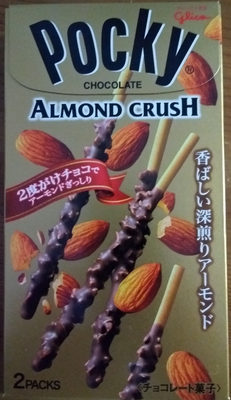 glico
POCKY®
CHOCOLATE
ALMOND CRUSH
2度がけチョコで
アーモンドぎっしり
香ばしい深煎りアーモンド
2 PACKS
〈チョコレート菓子〉